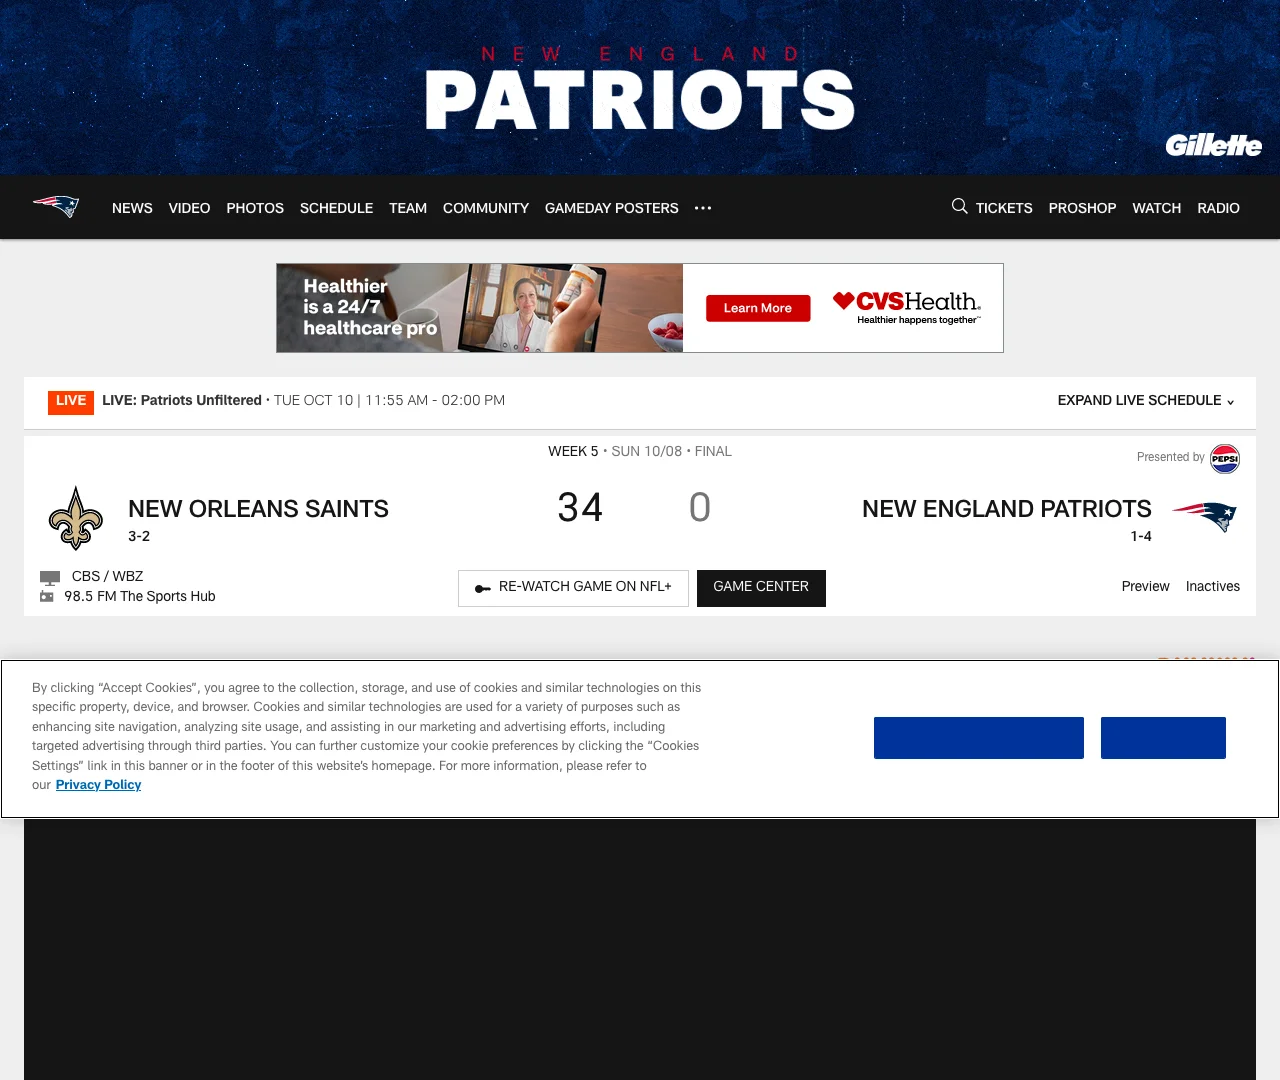 NEW ENGLAND
PATRIOTS
Gillette
NEWS VIDEO PHOTOS SCHEDULE TEAM COMMUNITY GAMEDAY POSTERS ••• TICKETS PROSHOP WATCH RADIO
Healthier
is a 24/7
healthcare pro
Learn More
CVSHealth.
Healthier happens together™
LIVE LIVE: Patriots Unfiltered • TUE OCT 10 | 11:55 AM - 02:00 PM EXPAND LIVE SCHEDULE
WEEK 5 • SUN 10/08 • FINAL
Presented by PEPSI
NEW ORLEANS SAINTS 34 0 NEW ENGLAND PATRIOTS
3-2 1-4
CBS / WBZ
98.5 FM The Sports Hub
RE-WATCH GAME ON NFL+ GAME CENTER Preview Inactives
By clicking “Accept Cookies”, you agree to the collection, storage, and use of cookies and similar technologies on this
specific property, device, and browser. Cookies and similar technologies are used for a variety of purposes such as
enhancing site navigation, analyzing site usage, and assisting in our marketing and advertising efforts, including
targeted advertising through third parties. You can further customize your cookie preferences by clicking the “Cookies
Settings” link in this banner or in the footer of this website’s homepage. For more information, please refer to
our Privacy Policy